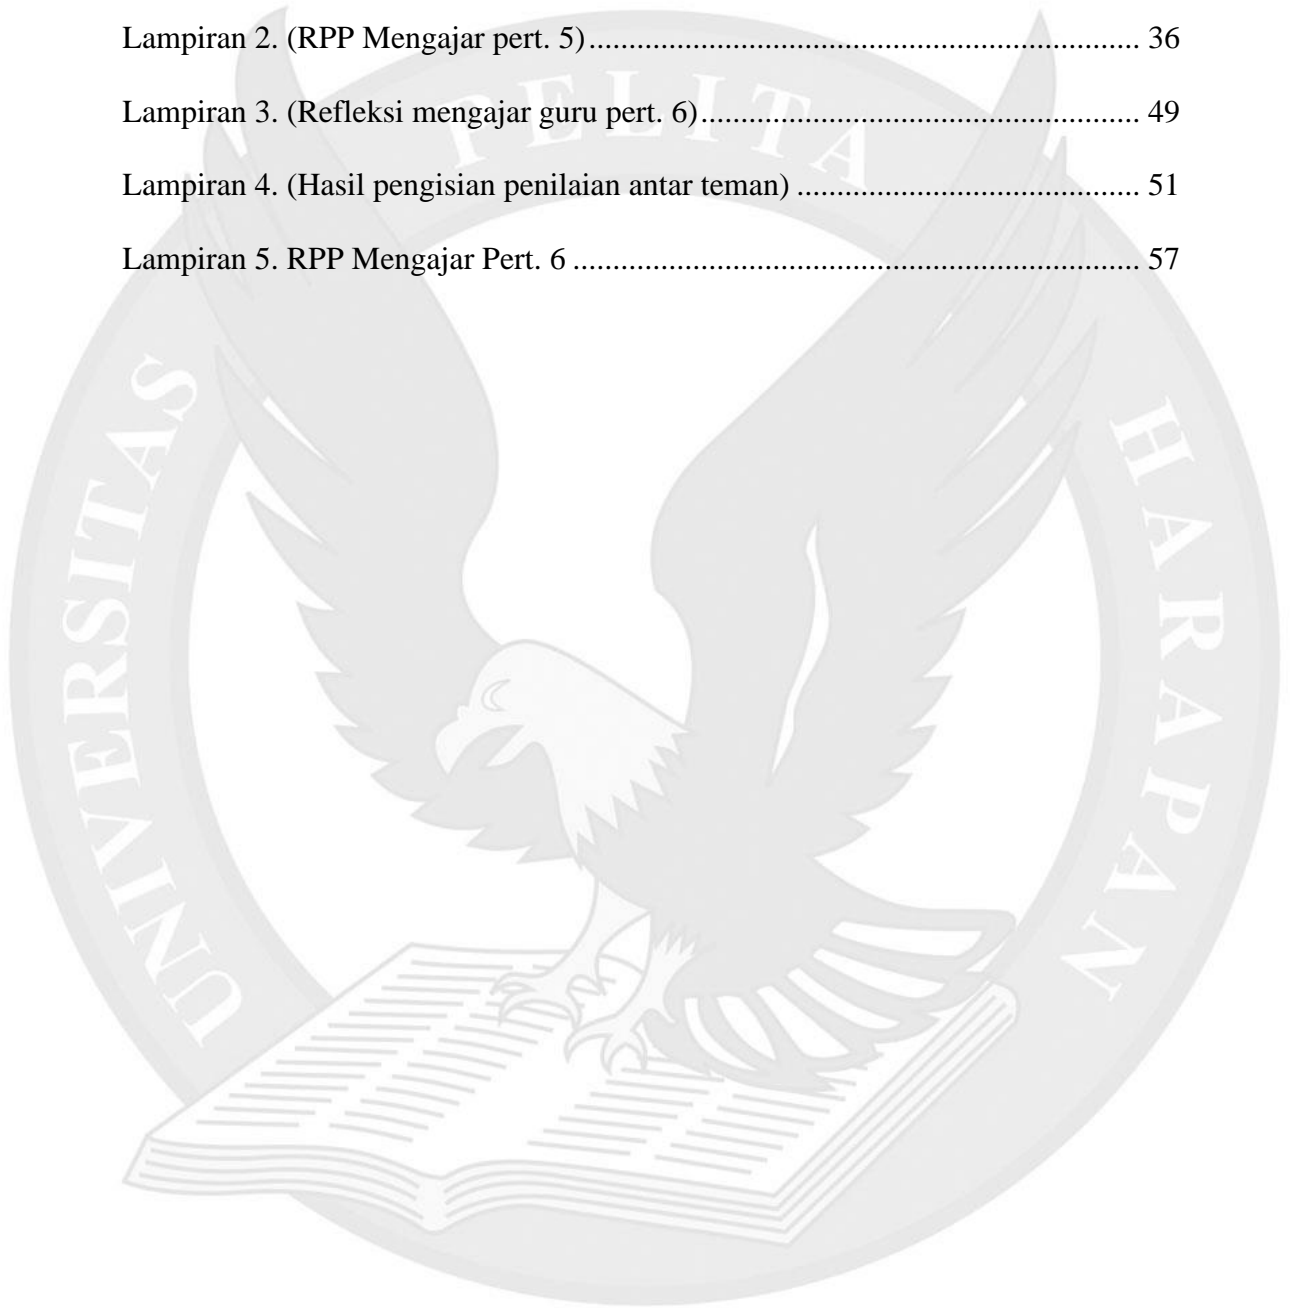 Lampiran 2. (RPP Mengajar pert. 5)...................................................................... 36
Lampiran 3. (Refleksi mengajar guru pert. 6)....................................................... 49
Lampiran 4. (Hasil pengisian penilaian antar teman) ........................................... 51
Lampiran 5. RPP Mengajar Pert. 6 ....................................................................... 57
UNIVERSITAS PELITA HARAPAN